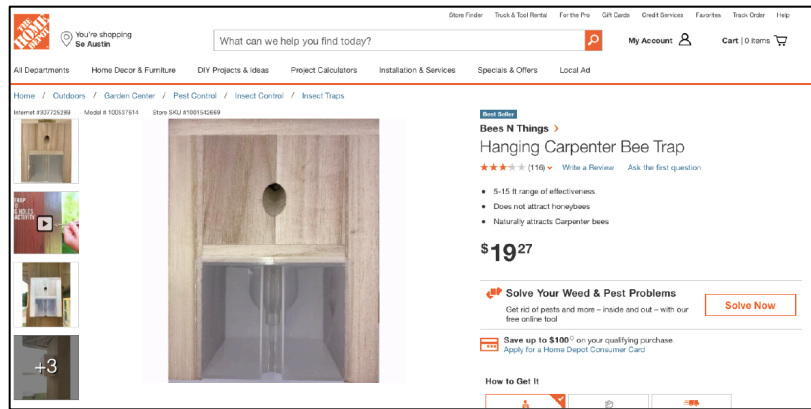 Store Finder Truck & Tool Rental For the Pro Gift Cards Credit Services Favorites Track Order Help
THE HOME DEPOT
You're shopping
Se Austin
What can we help you find today?
My Account
Cart | 0 items
All Departments Home Decor & Furniture DIY Projects & Ideas Project Calculators Installation & Services Specials & Offers Local Ad
Home / Outdoors / Garden Center / Pest Control / Insect Control / Insect Traps
Internet #307725289 Model # 100537614 Store SKU #1001542669
Best Seller
Bees N Things >
Hanging Carpenter Bee Trap
(116) Write a Review Ask the first question
• 5-15 ft range of effectiveness
• Does not attract honeybees
• Naturally attracts Carpenter bees
$19 27
Solve Your Weed & Pest Problems
Get rid of pests and more – inside and out – with our
free online tool
Solve Now
Save up to $100 on your qualifying purchase.
Apply for a Home Depot Consumer Card
+3
How to Get It